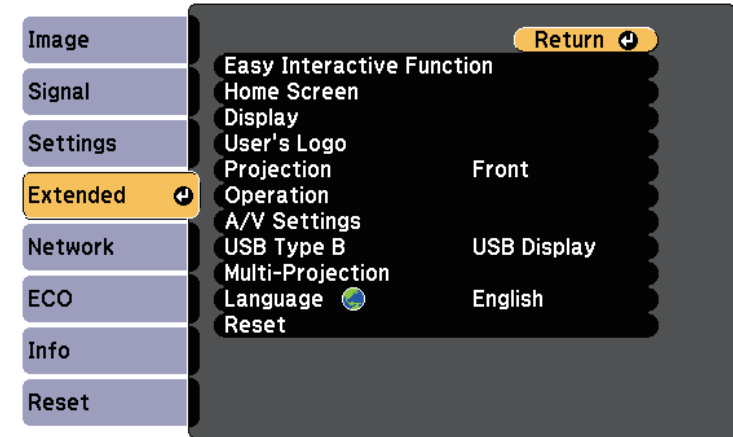 Image
Signal
Settings
Extended
Network
ECO
Info
Reset
Return
Easy Interactive Function
Home Screen
Display
User's Logo
Projection Front
Operation
A/V Settings
USB Type B USB Display
Multi-Projection
Language English
Reset